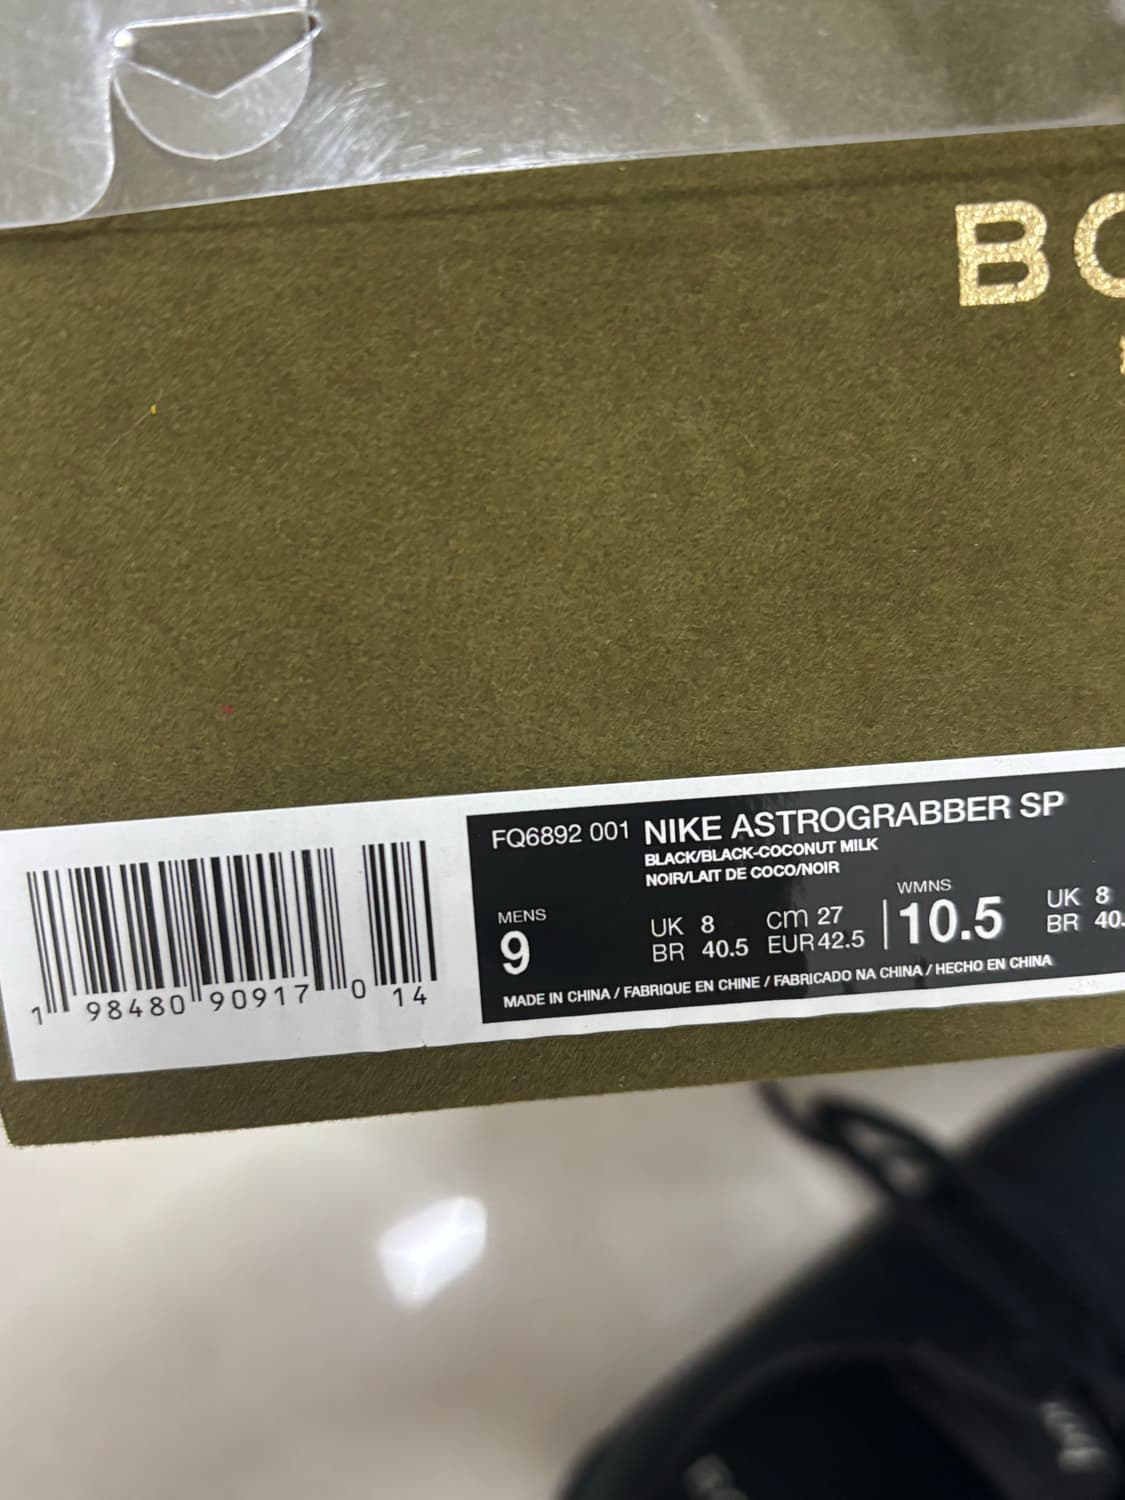 BO
FQ6892 001 NIKE ASTROGRABBER SP
BLACK/BLACK-COCONUT MILK
NOIR/LAIT DE COCO/NOIR
MENS
9
UK 8 cm 27
BR 40.5 EUR 42.5
WMNS
10.5
UK 8
BR 40.
MADE IN CHINA / FABRIQUE EN CHINE / FABRICADO NA CHINA / HECHO EN CHINA
1 98480 90917 0 14